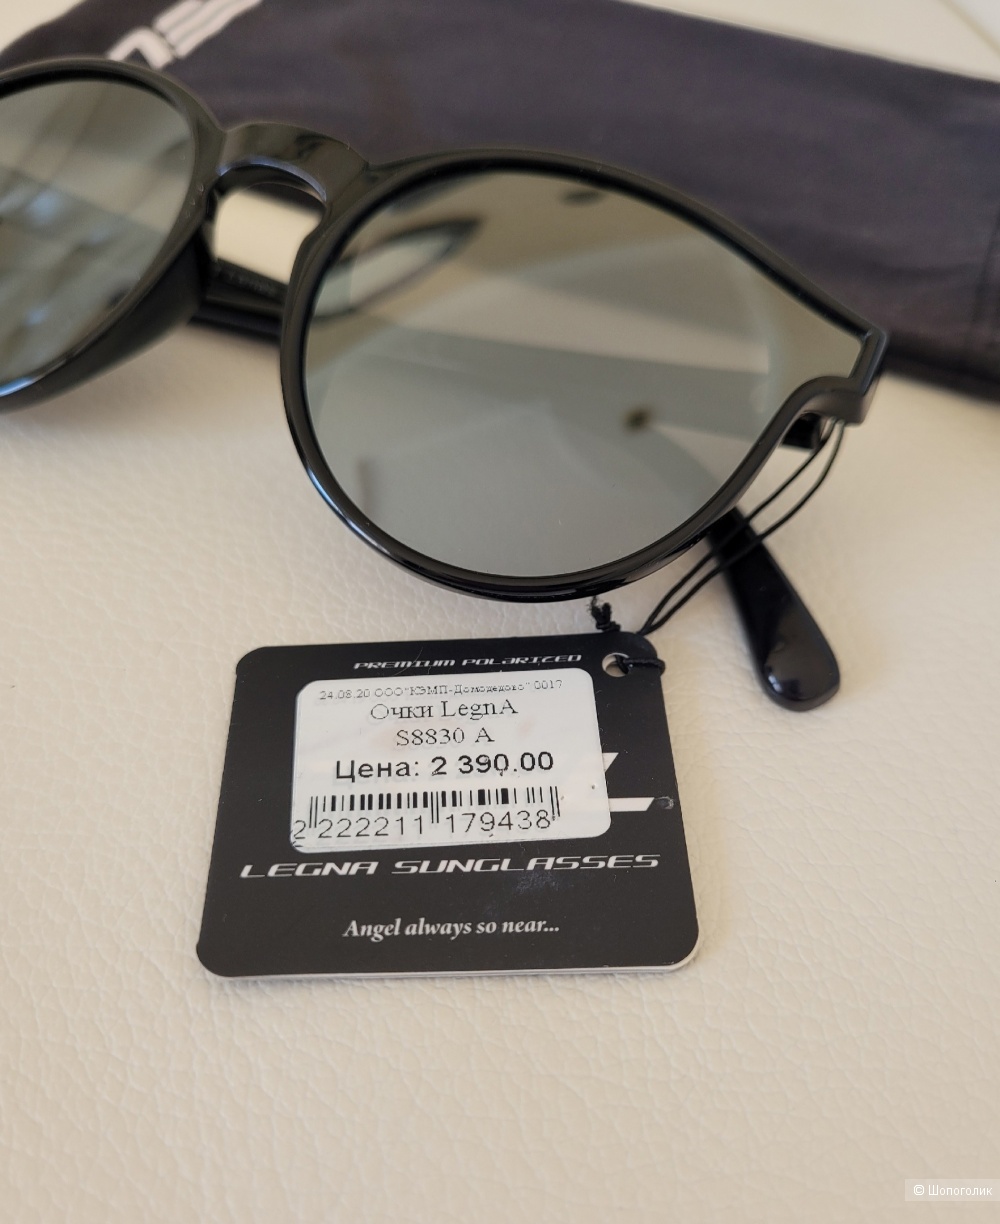 PREMIUM POLARIZED
24.08.20 ООО"КЭМП-Домодедово" 0017
Очки LegnA
S8830 A
Цена: 2 390.00
2 222211 179438
LEGNA SUNGLASSES
Angel always so near...
© Шопоголик